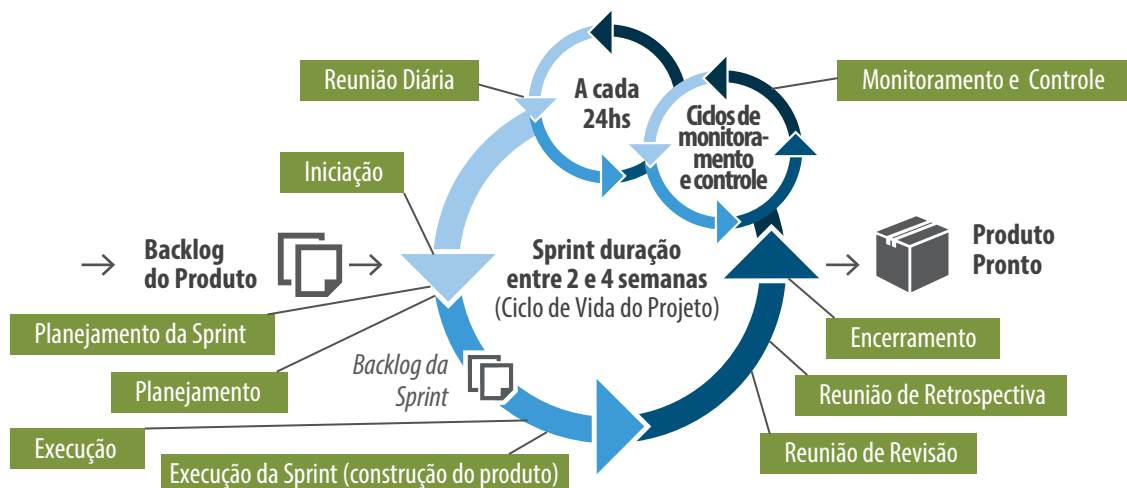 Reunião Diária
A cada
24hs
Ciclos de
monitora-
mento
e controle
Monitoramento e Controle
Iniciação
Backlog
do Produto
Sprint duração
entre 2 e 4 semanas
(Ciclo de Vida do Projeto)
Produto
Pronto
Planejamento da Sprint
Encerramento
Planejamento
Backlog da
Sprint
Reunião de Retrospectiva
Execução
Reunião de Revisão
Execução da Sprint (construção do produto)